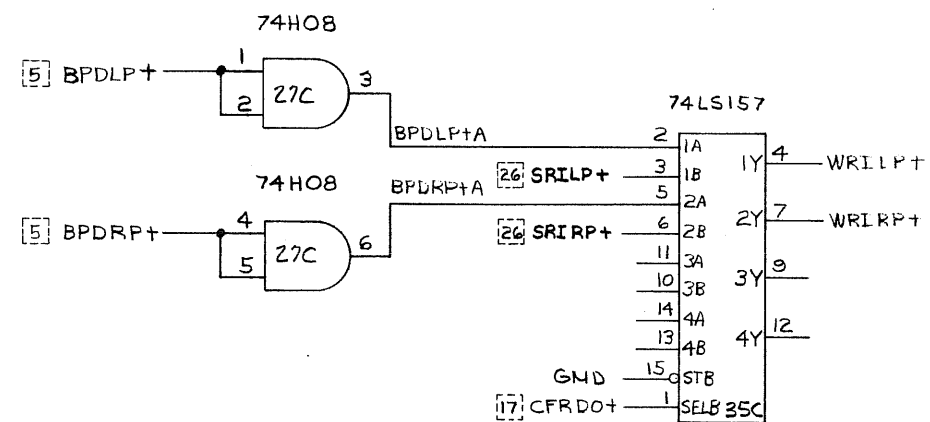 74H08
[5] BPDLP+
1
2
27C
3
BPDLP+A
74LS157
2 1A
[26] SRILP+ 3 1B
1Y 4 WRILP+
74H08
BPDRP+A
5 2A
[5] BPDRP+
4
5
27C
6
[26] SRIRP+ 6 2B
2Y 7 WRIRP+
11 3A
10 3B
3Y 9
14 4A
13 4B
4Y 12
GND 15 STB
[17] CFRDO+ 1 SELB 35C